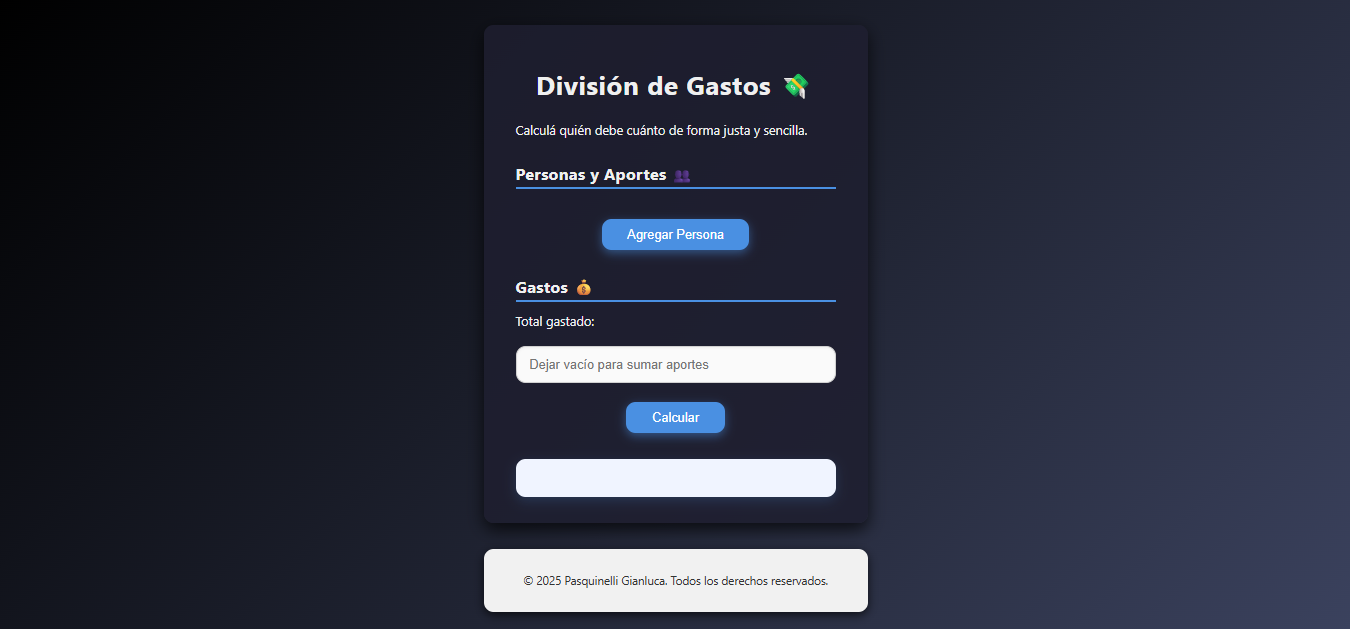 División de Gastos 💸
Calculá quién debe cuánto de forma justa y sencilla.
Personas y Aportes 👥
Agregar Persona
Gastos 💰
Total gastado:
Dejar vacío para sumar aportes
Calcular
© 2025 Pasquinelli Gianluca. Todos los derechos reservados.